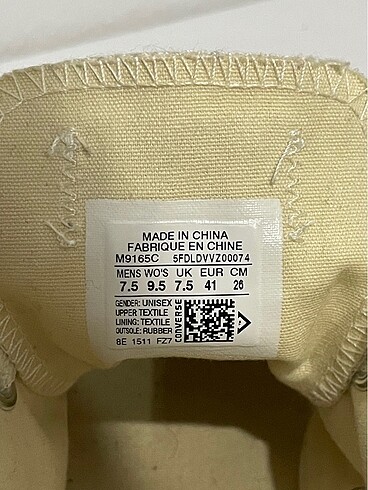 MADE IN CHINA
FABRIQUE EN CHINE
M9165C 5FDLDVVZ00074
MENS WO'S UK EUR CM
7.5 9.5 7.5 41 26
GENDER: UNISEX
UPPER TEXTILE
LINING: TEXTILE
OUTSOLE: RUBBER
8E 1511 FZ7
CONVERSE